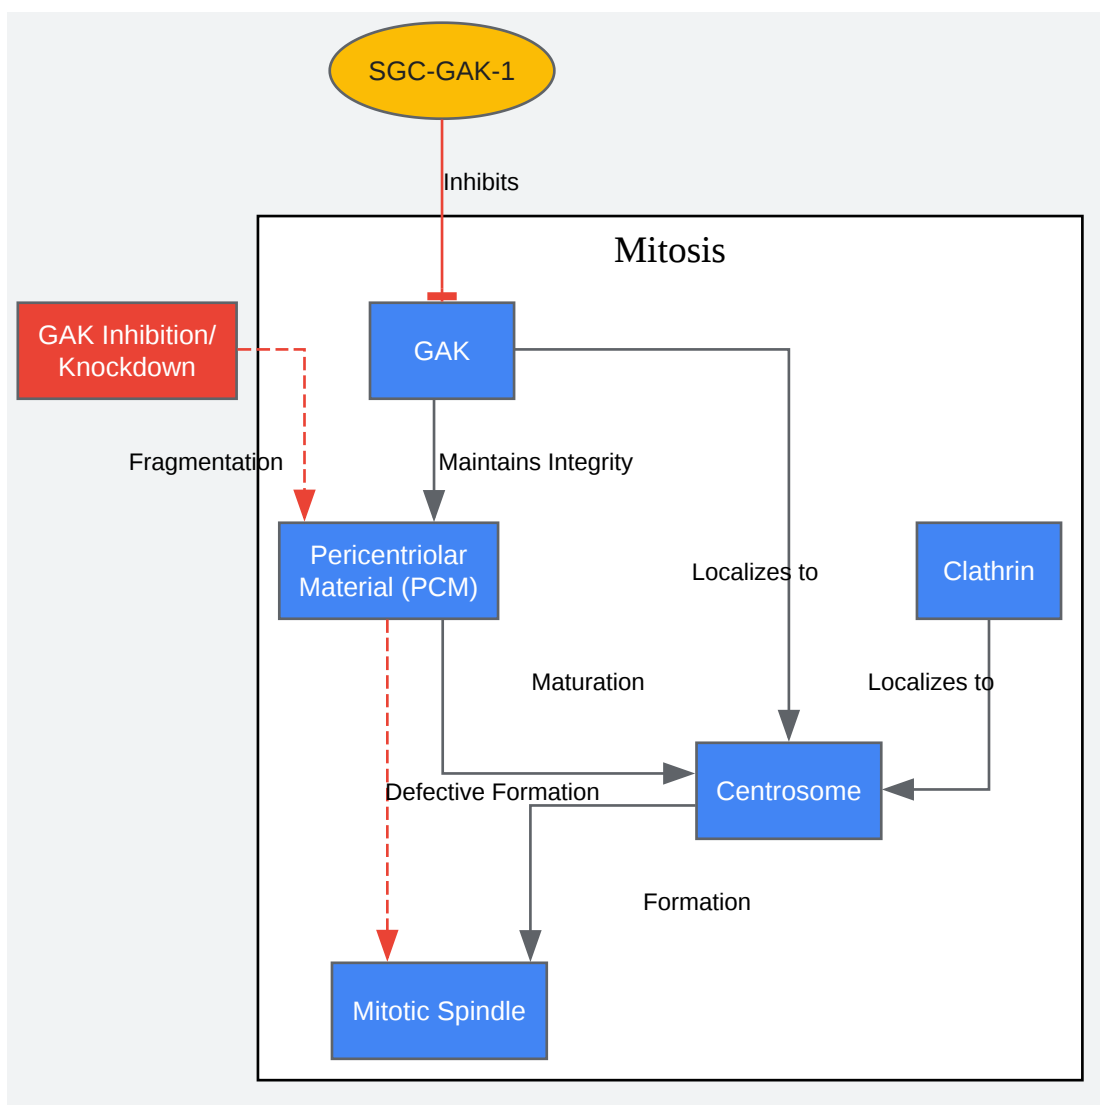 SGC-GAK-1
Inhibits
Mitosis
GAK Inhibition/
Knockdown
GAK
Fragmentation
Maintains Integrity
Pericentriolar
Material (PCM)
Localizes to
Clathrin
Maturation
Localizes to
Defective Formation
Centrosome
Formation
Mitotic Spindle